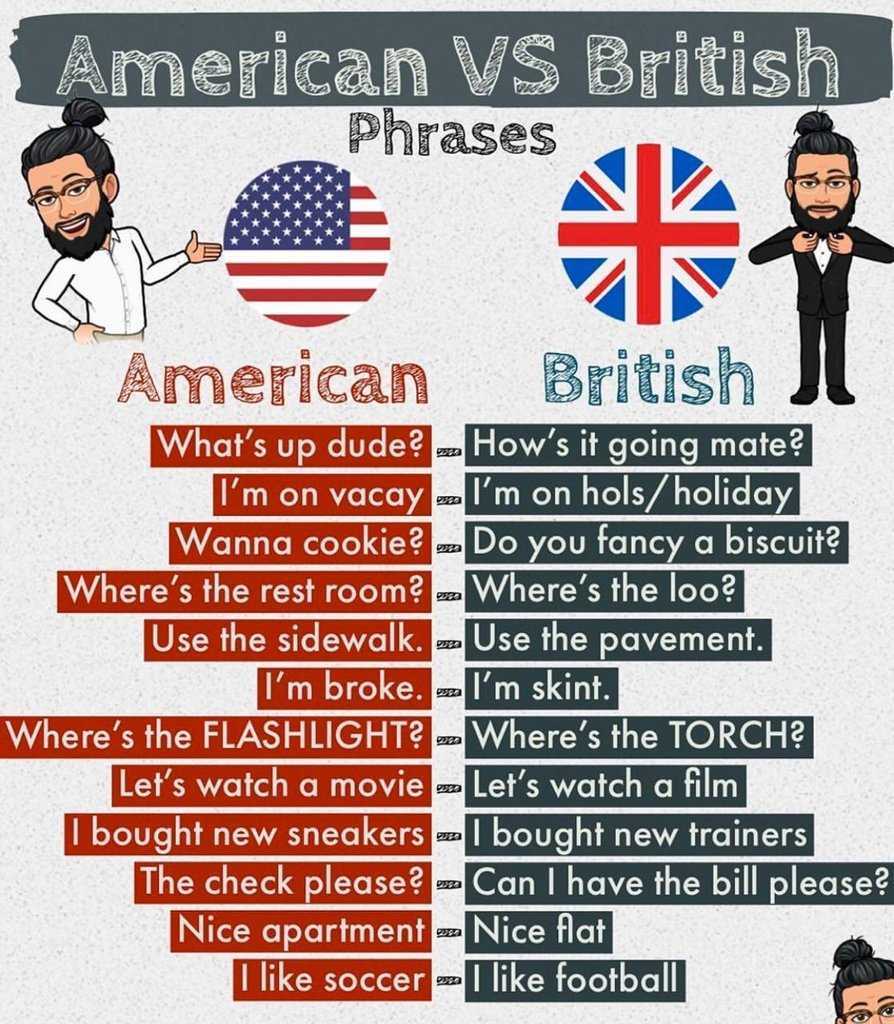 American VS British
Phrases
American
British
What's up dude? = How's it going mate?
I'm on vacay = I'm on hols/holiday
Wanna cookie? = Do you fancy a biscuit?
Where's the rest room? = Where's the loo?
Use the sidewalk. = Use the pavement.
I'm broke. = I'm skint.
Where's the FLASHLIGHT? = Where's the TORCH?
Let's watch a movie = Let's watch a film
I bought new sneakers = I bought new trainers
The check please? = Can I have the bill please?
Nice apartment = Nice flat
I like soccer = I like football